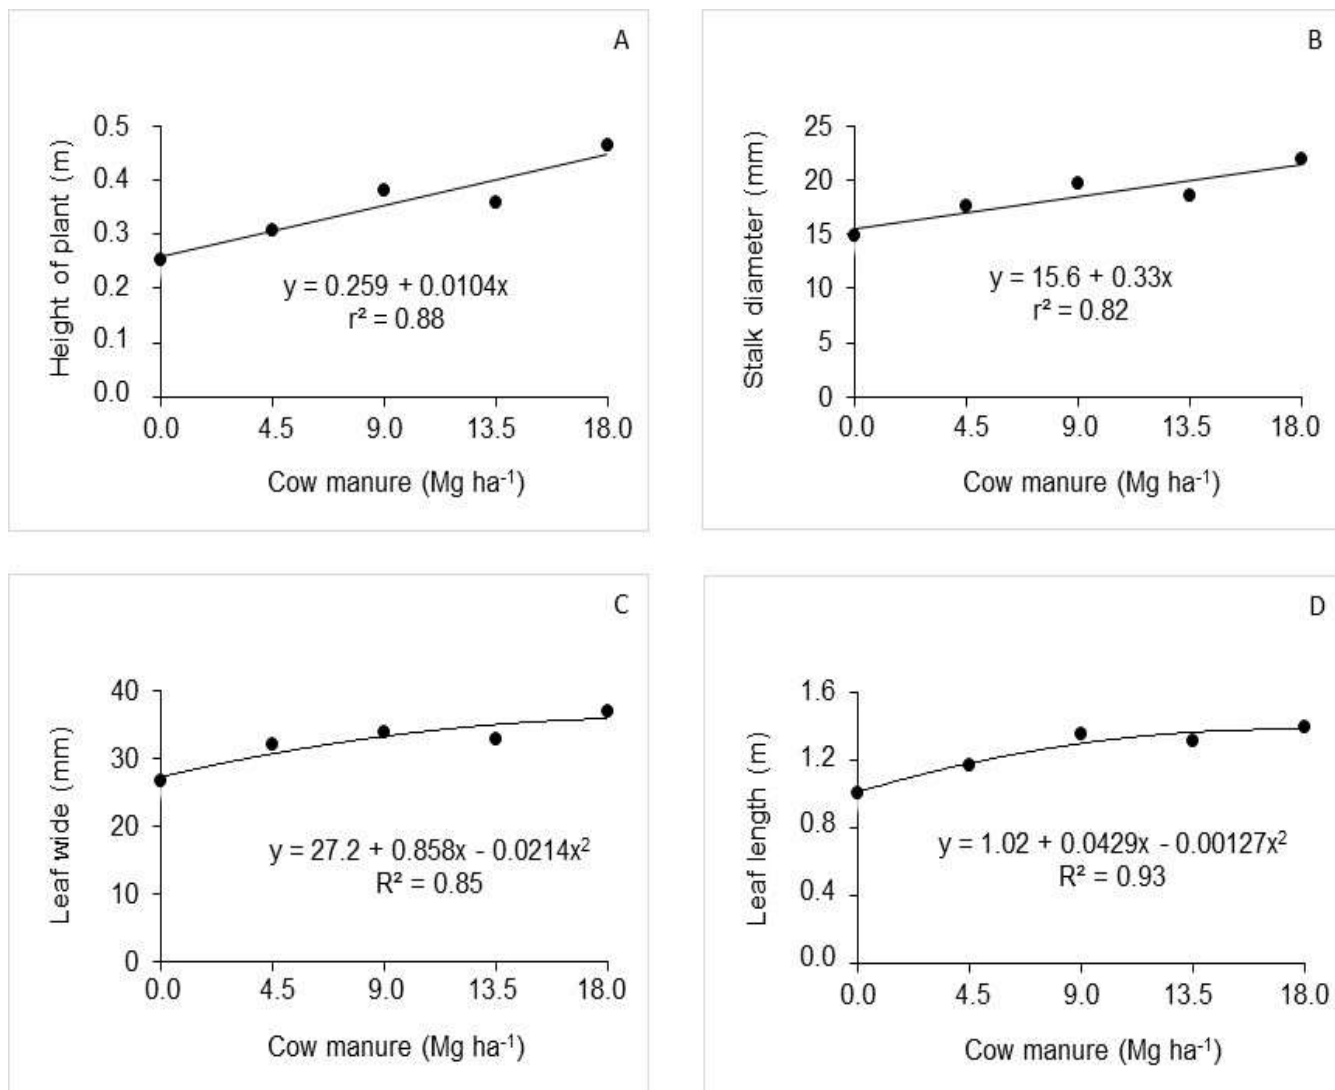 A
Height of plant (m)
0.5
0.4
0.3
0.2
0.1
0.0
y = 0.259 + 0.0104x
r² = 0.88
0.0 4.5 9.0 13.5 18.0
Cow manure (Mg ha⁻¹)
B
Stalk diameter (mm)
25
20
15
10
5
0
y = 15.6 + 0.33x
r² = 0.82
0.0 4.5 9.0 13.5 18.0
Cow manure (Mg ha⁻¹)
C
Leaf wide (mm)
40
30
20
10
0
y = 27.2 + 0.858x - 0.0214x²
R² = 0.85
0.0 4.5 9.0 13.5 18.0
Cow manure (Mg ha⁻¹)
D
Leaf length (m)
1.6
1.2
0.8
0.4
0.0
y = 1.02 + 0.0429x - 0.00127x²
R² = 0.93
0.0 4.5 9.0 13.5 18.0
Cow manure (Mg ha⁻¹)